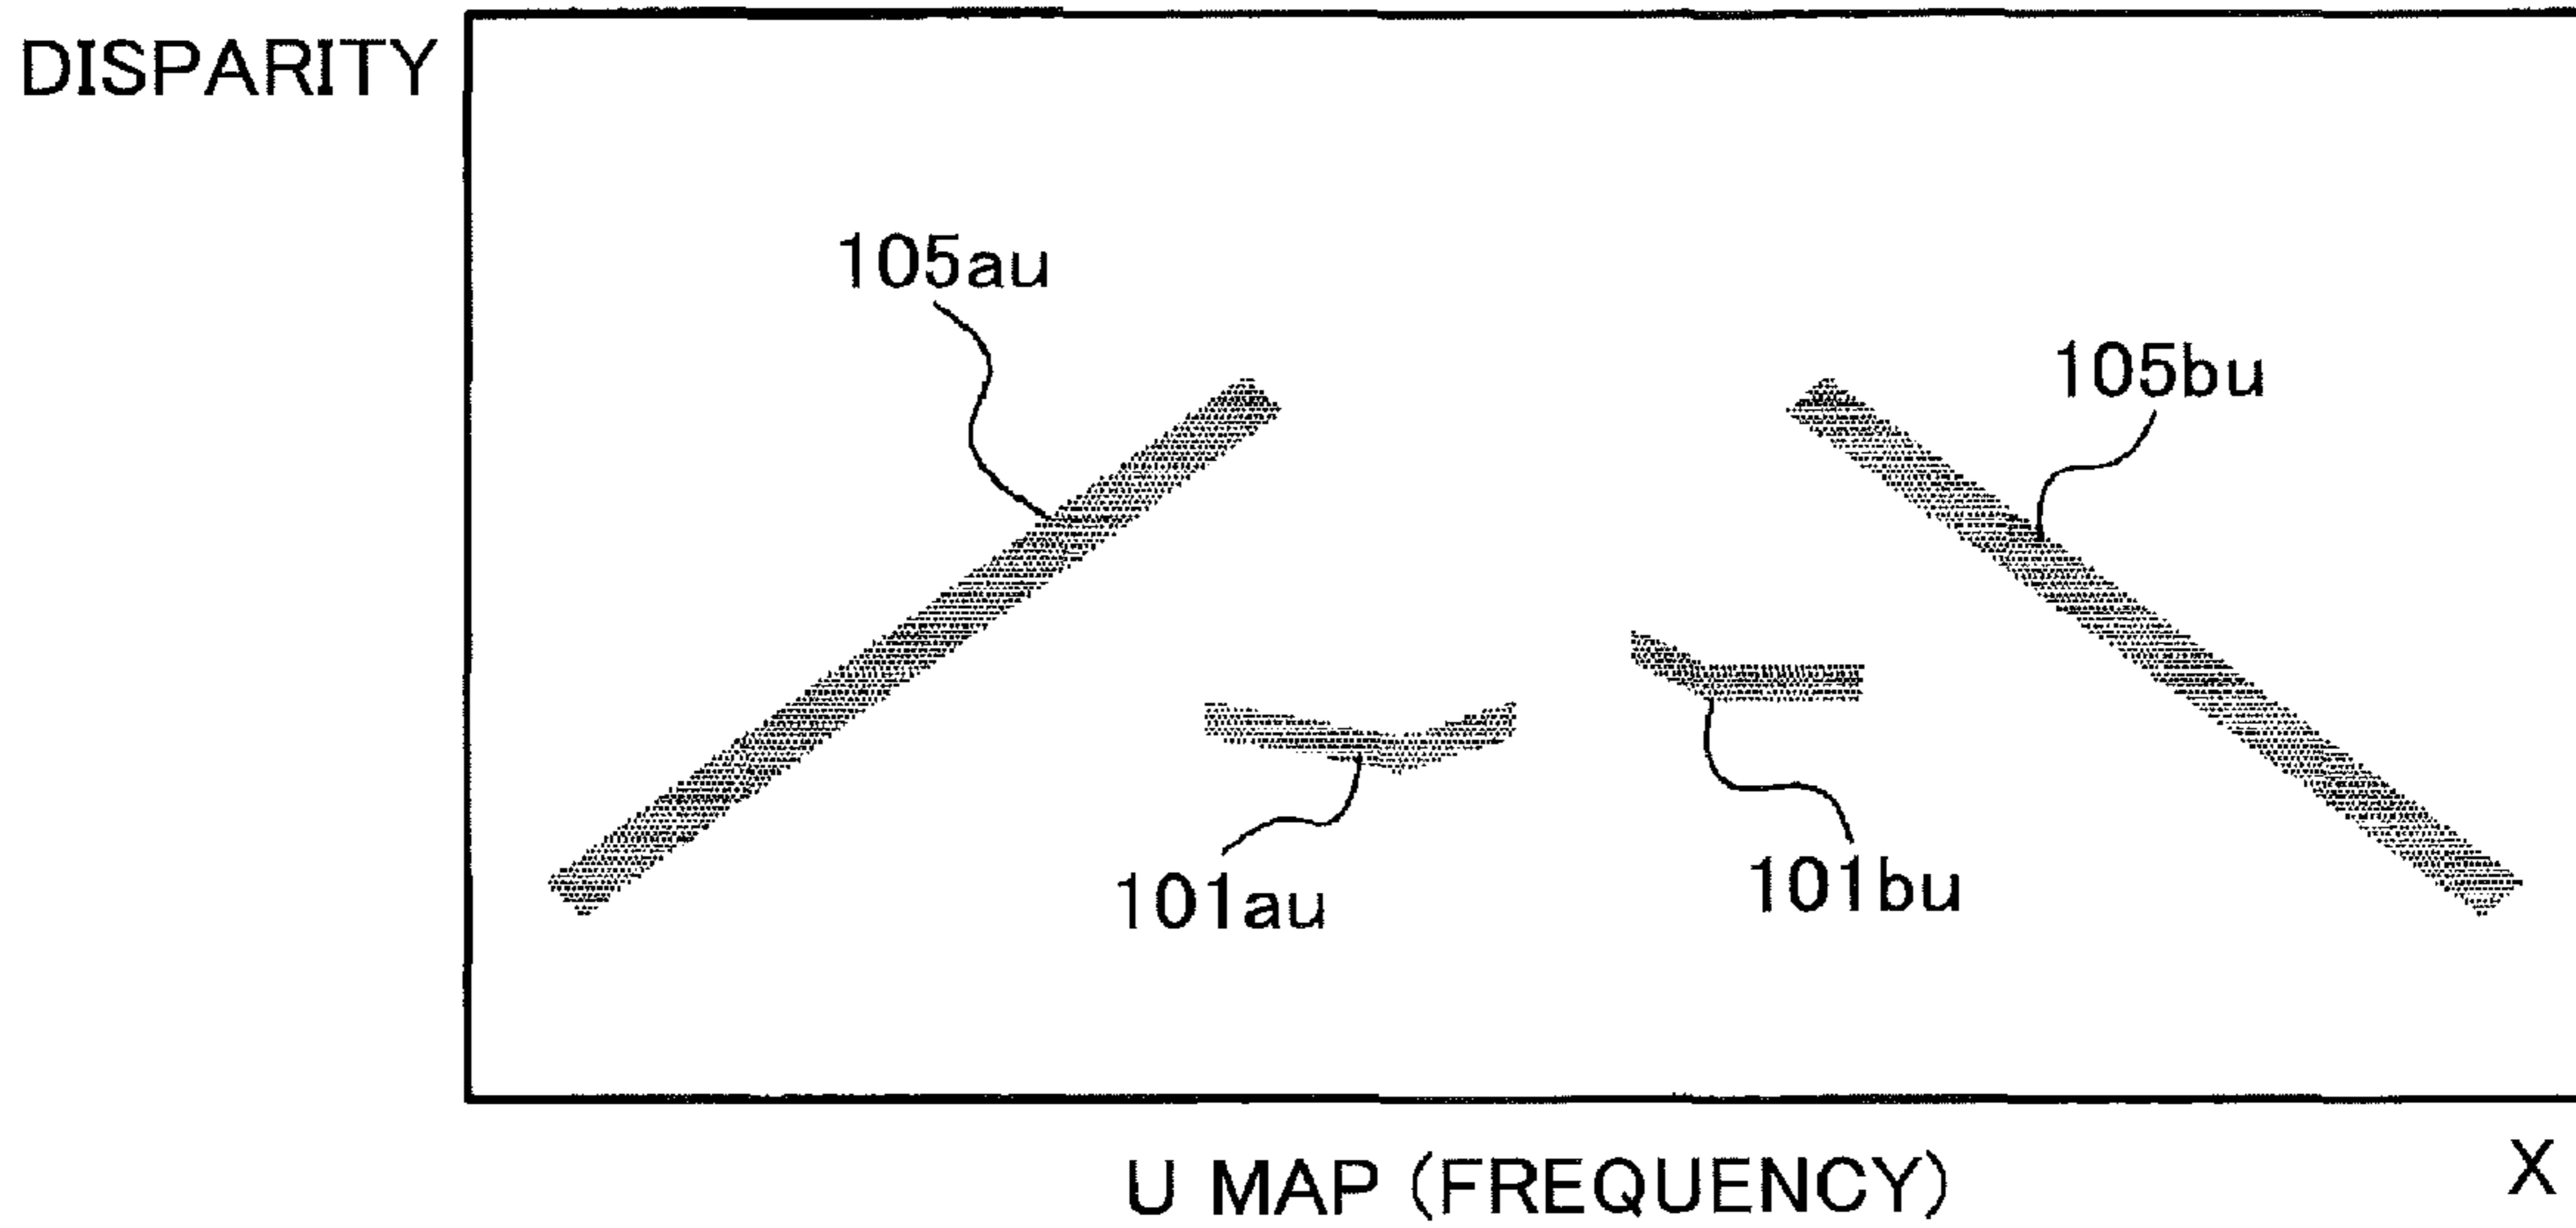 DISPARITY
105au
105bu
101au
101bu
U MAP (FREQUENCY)
X